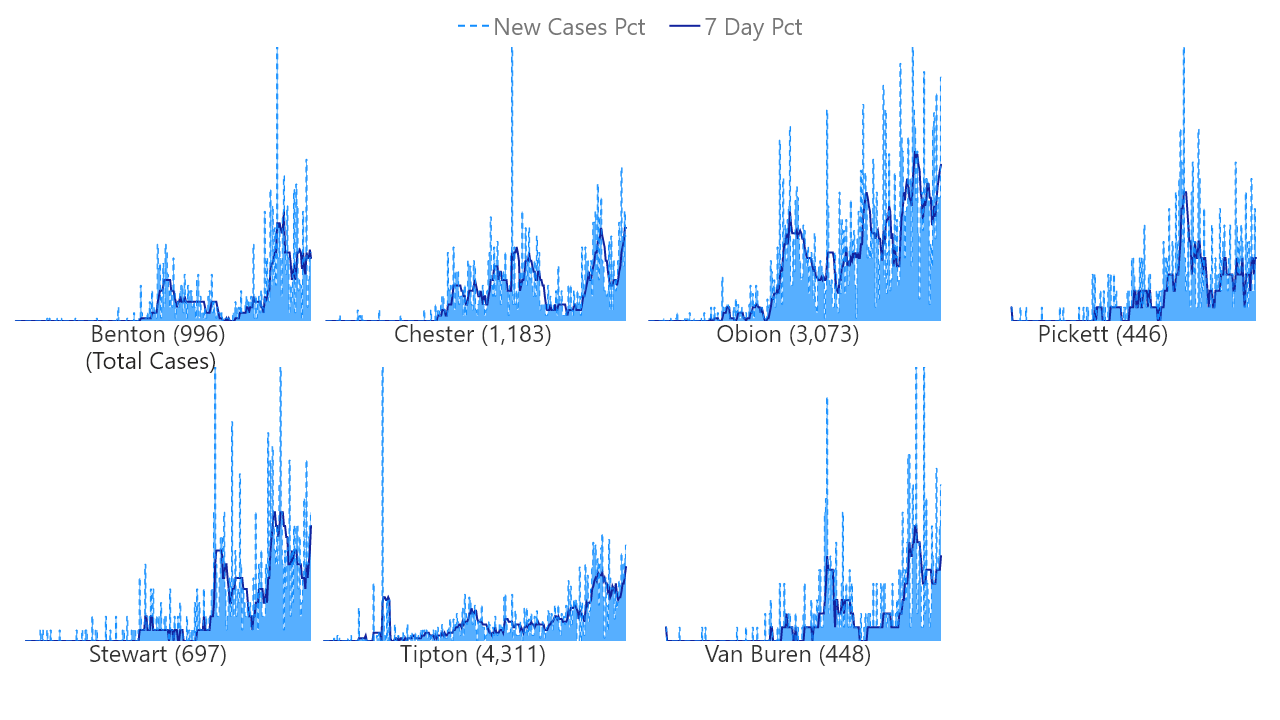 New Cases Pct 7 Day Pct
Benton (996) Chester (1,183) Obion (3,073) Pickett (446)
(Total Cases)
Stewart (697) Tipton (4,311) Van Buren (448)